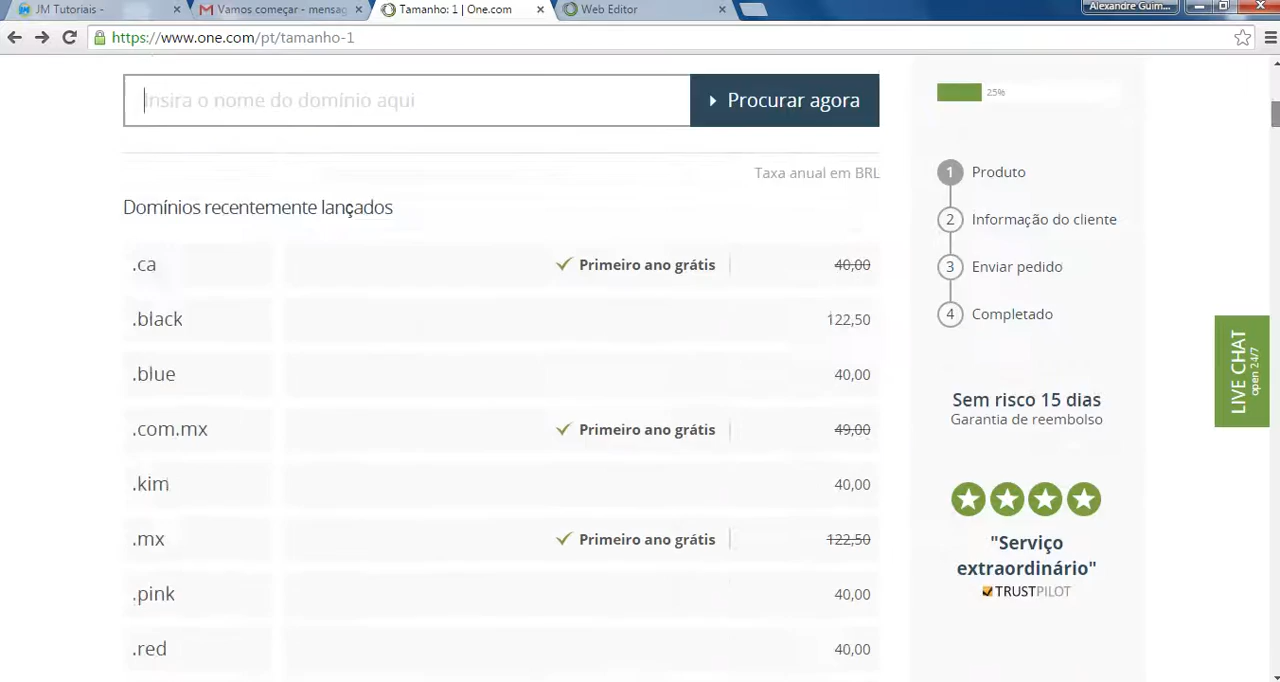 JM Tutoriais -
Vamos começar - mensag
Tamanho: 1 | One.com
Web Editor
Alexandre Guim...
https://www.one.com/pt/tamanho-1
Insira o nome do domínio aqui
Procurar agora
Taxa anual em BRL
Domínios recentemente lançados
.ca Primeiro ano grátis 40,00
.black 122,50
.blue 40,00
.com.mx Primeiro ano grátis 49,00
.kim 40,00
.mx Primeiro ano grátis 122,50
.pink 40,00
.red 40,00
25%
1 Produto
2 Informação do cliente
3 Enviar pedido
4 Completado
Sem risco 15 dias
Garantia de reembolso
"Serviço
extraordinário"
TRUSTPILOT
LIVE CHAT
open 24/7